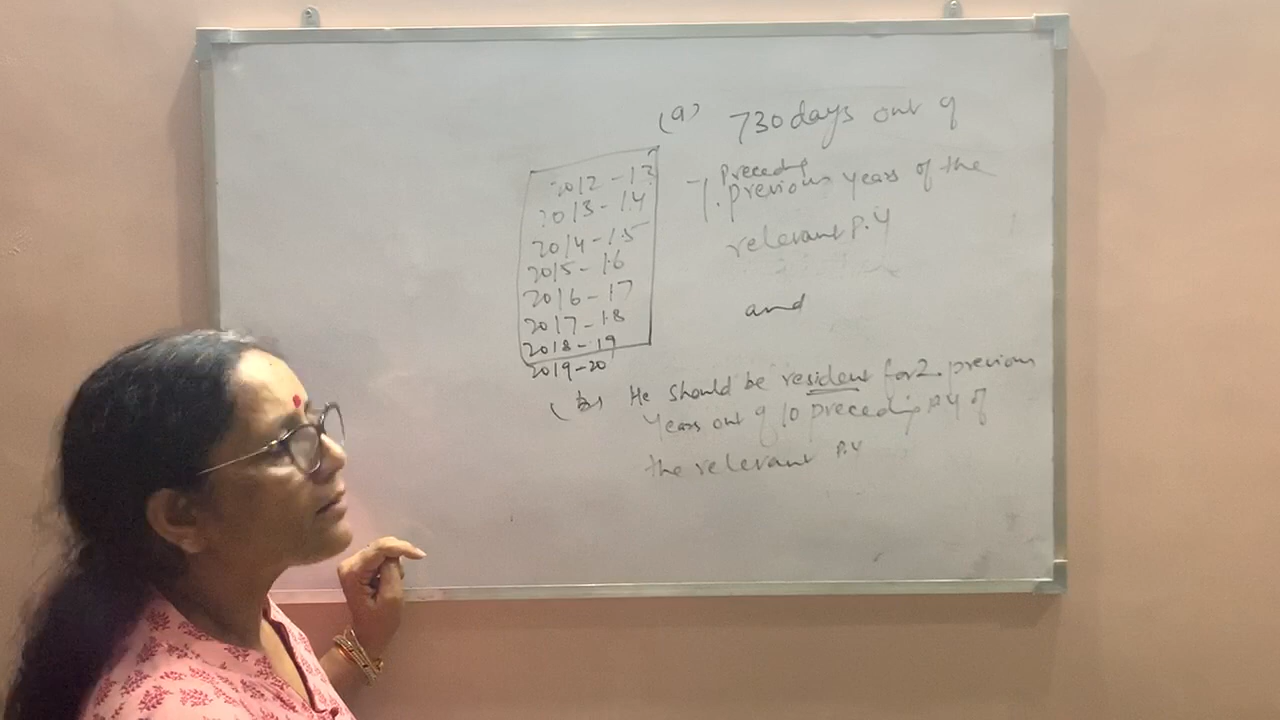 (a) 730 days out of
7 preceding
previous years of the
relevant P.Y
and
(b) He should be resident for 2 previous
years out of 10 preceding P.Y of
the relevant P.Y
2012 - 13
2013 - 14
2014 - 15
2015 - 16
2016 - 17
2017 - 18
2018 - 19
2019 - 20